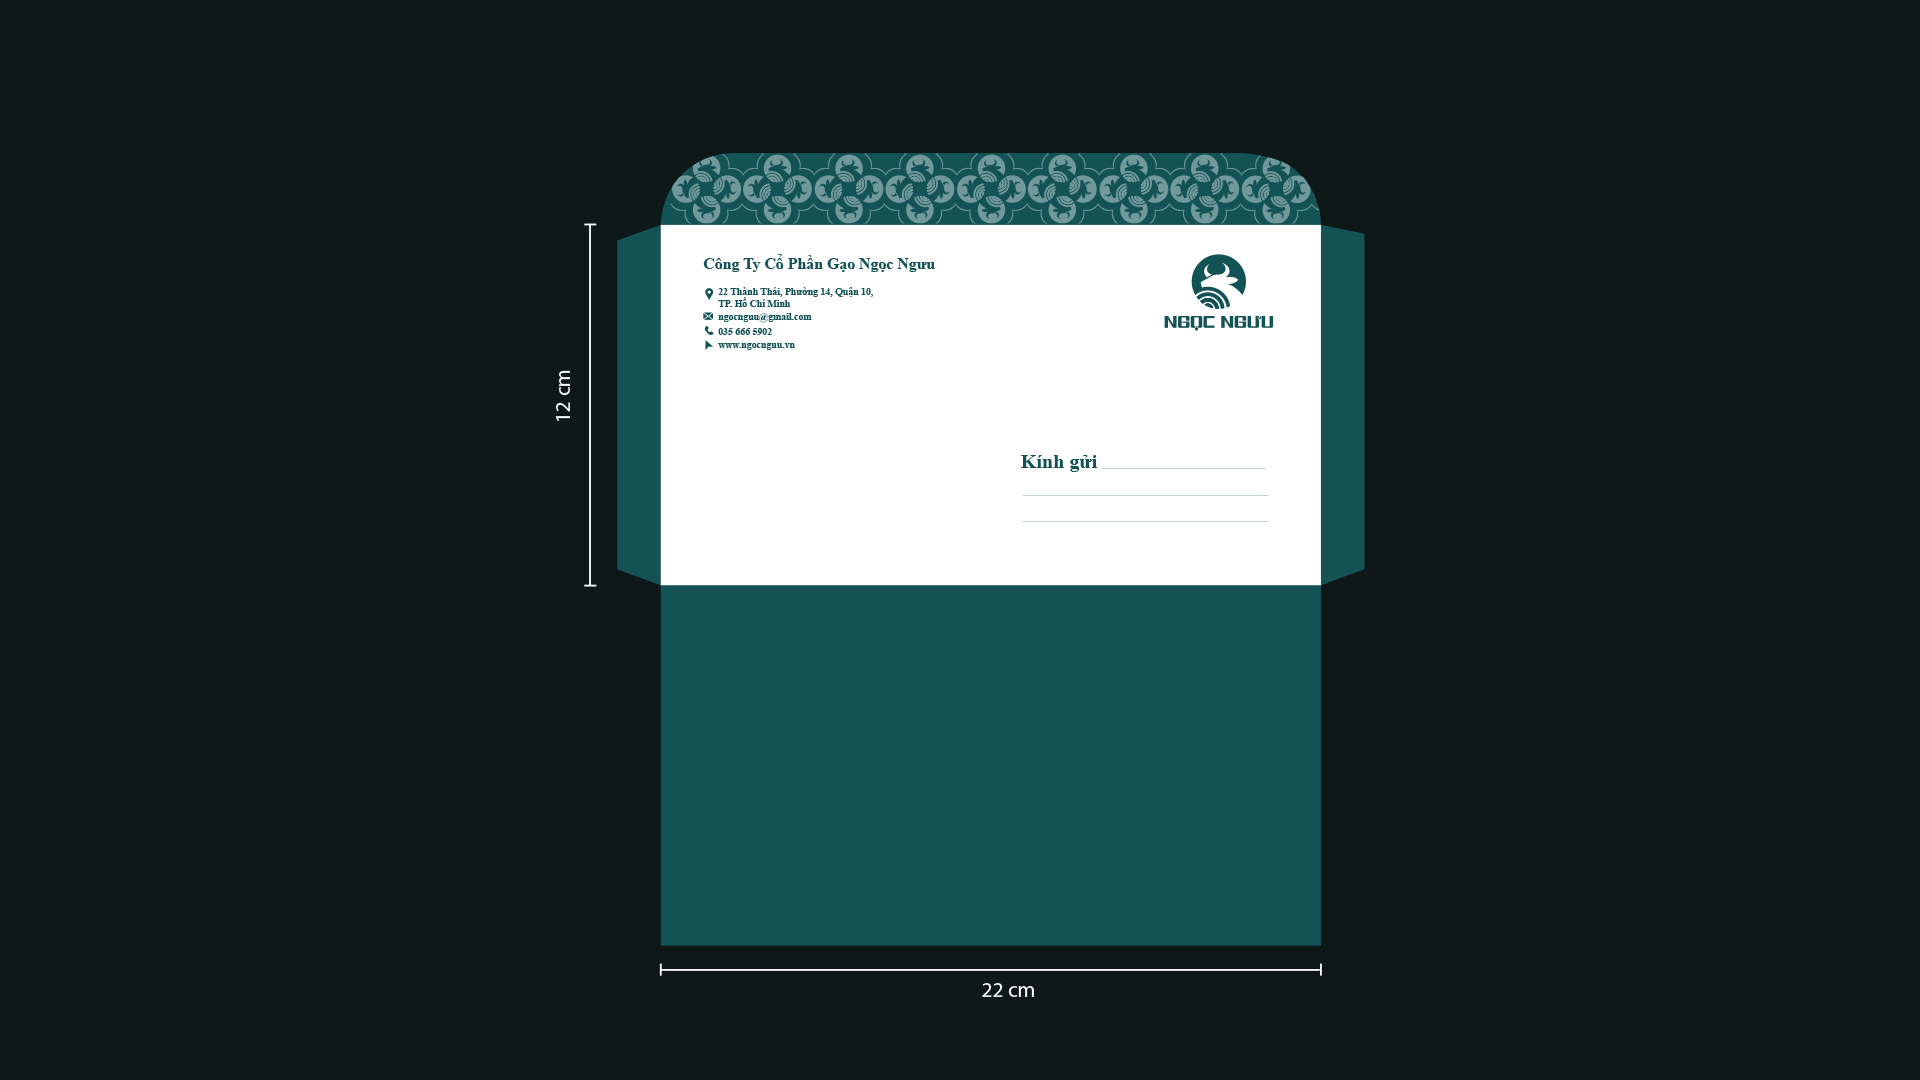 Công Ty Cổ Phần Gạo Ngọc Ngưu
22 Thành Thái, Phường 14, Quận 10,
TP. Hồ Chí Minh
ngocnguu@gmail.com
035 666 5902
www.ngocnguu.vn
NGỌC NGƯU
12 cm
Kính gửi
22 cm